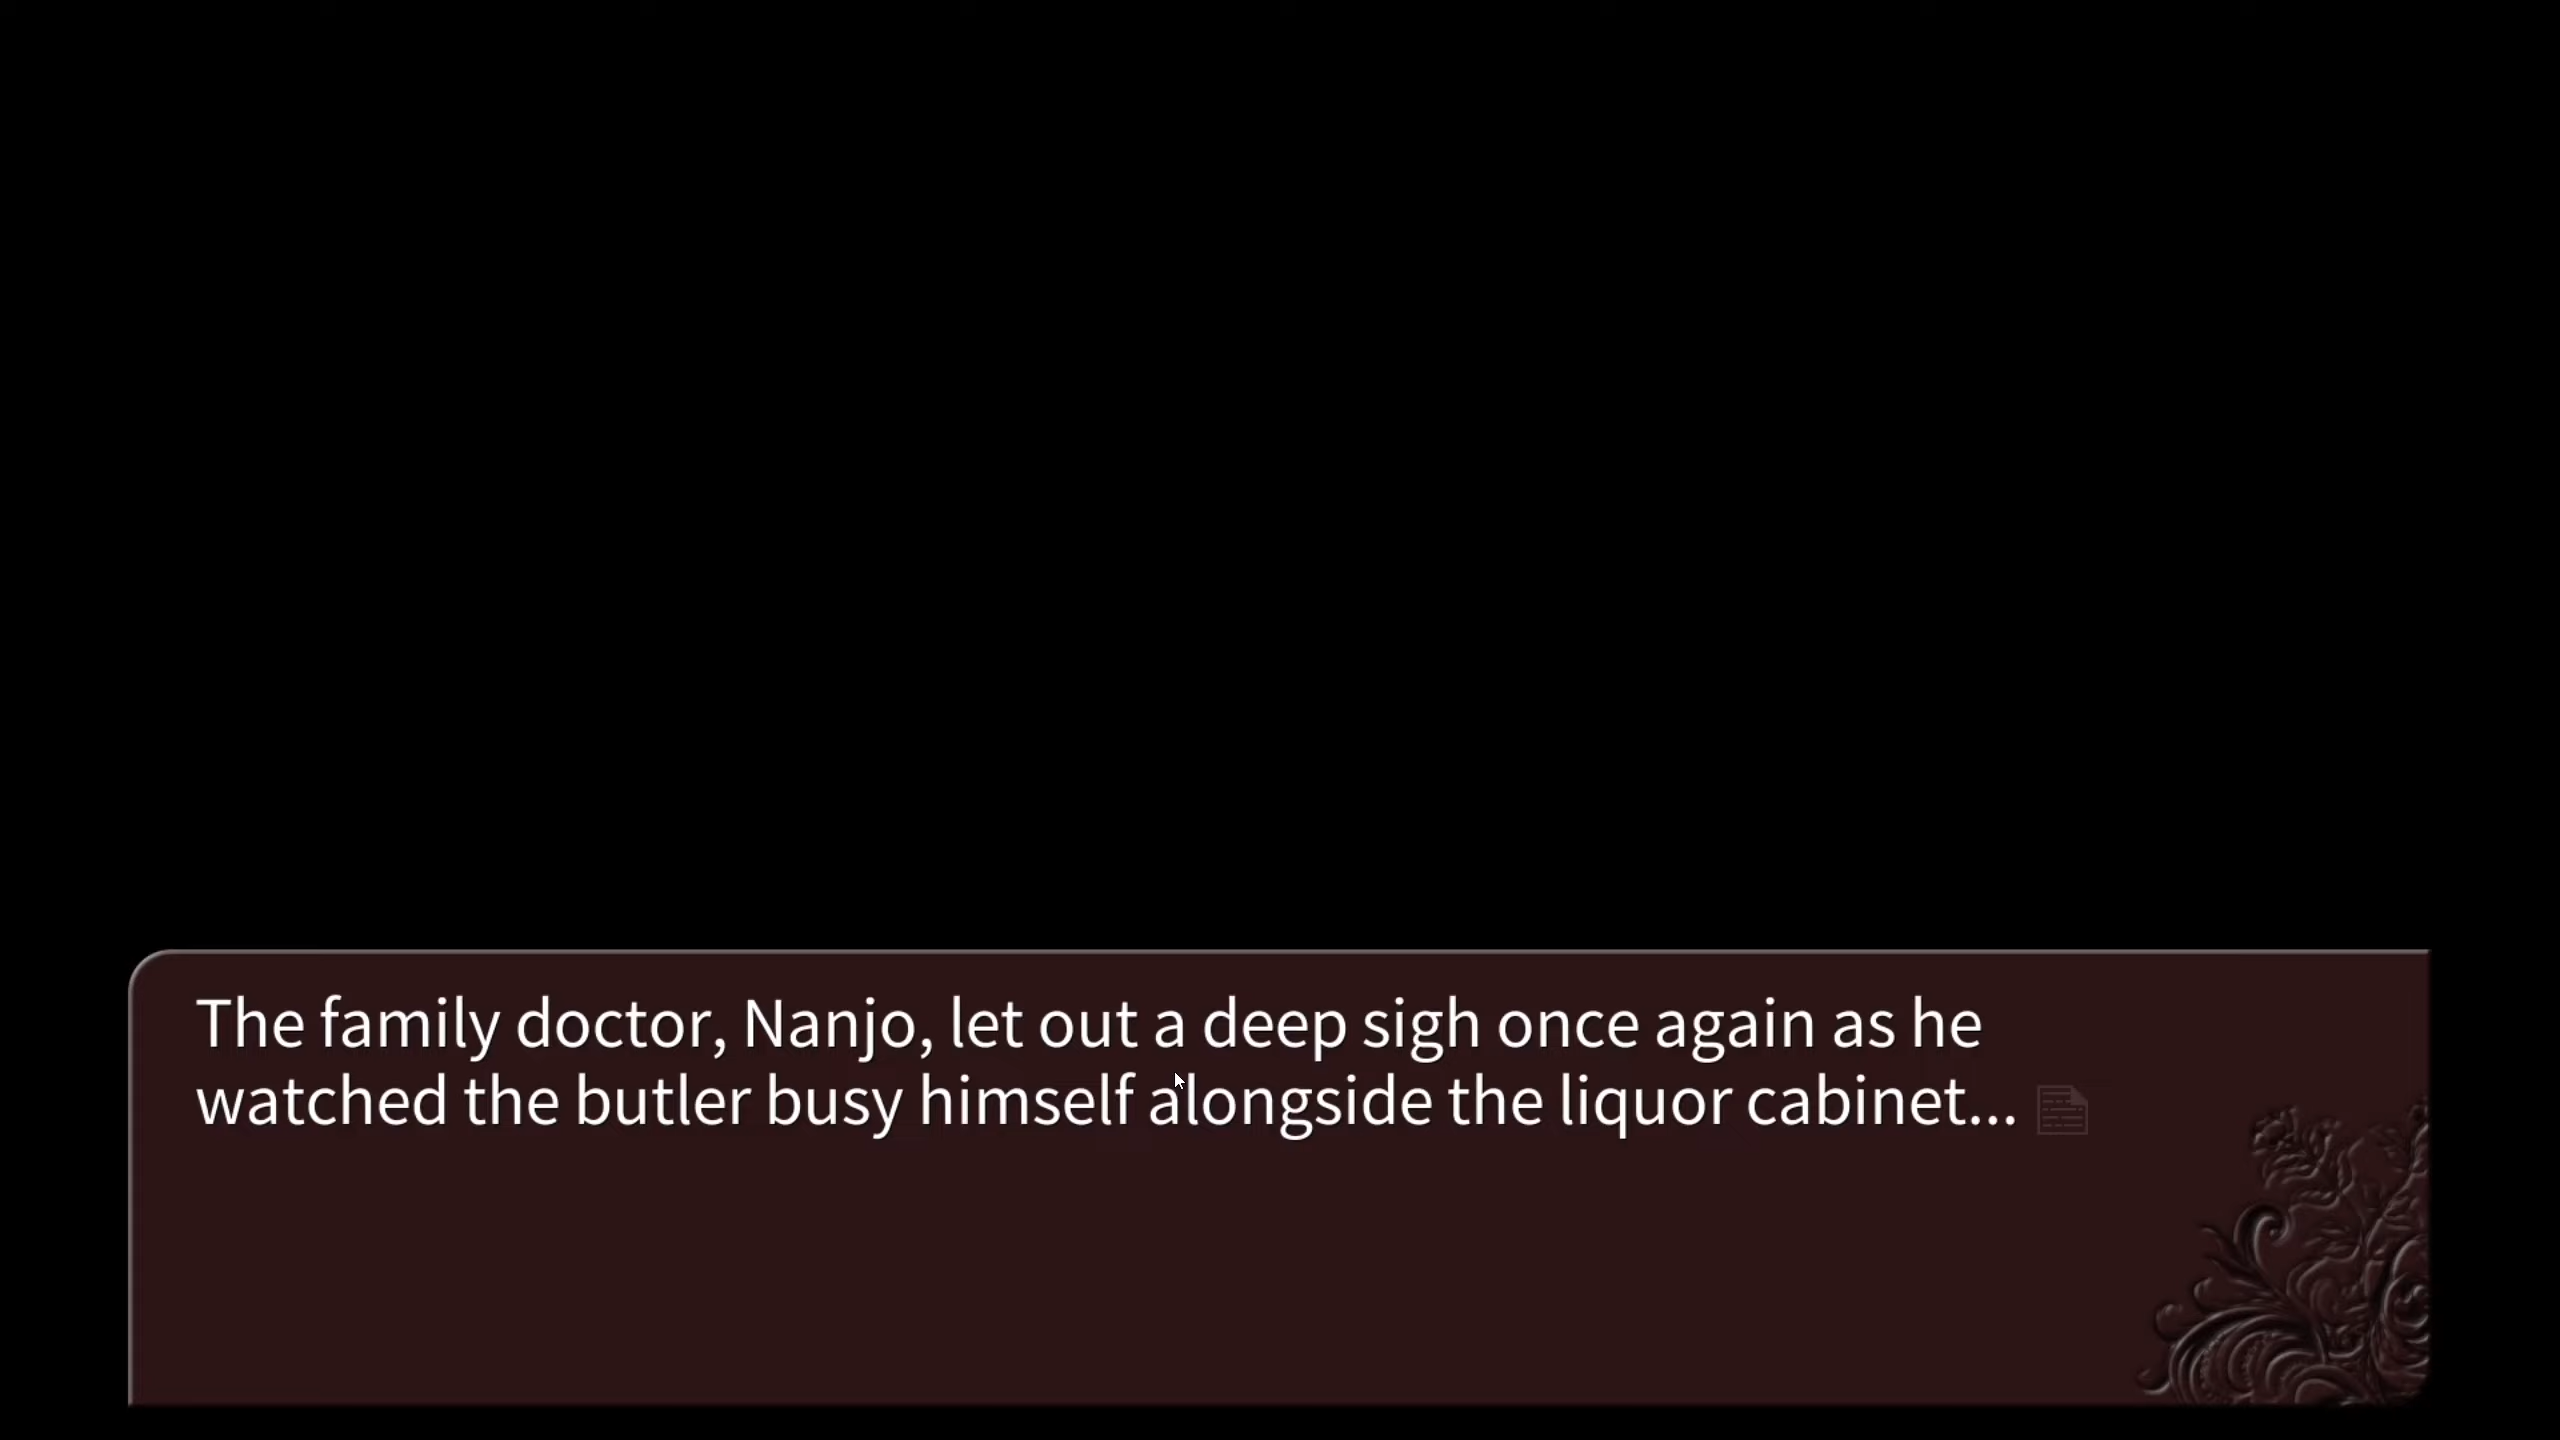 The family doctor, Nanjo, let out a deep sigh once again as he
watched the butler busy himself alongside the liquor cabinet...